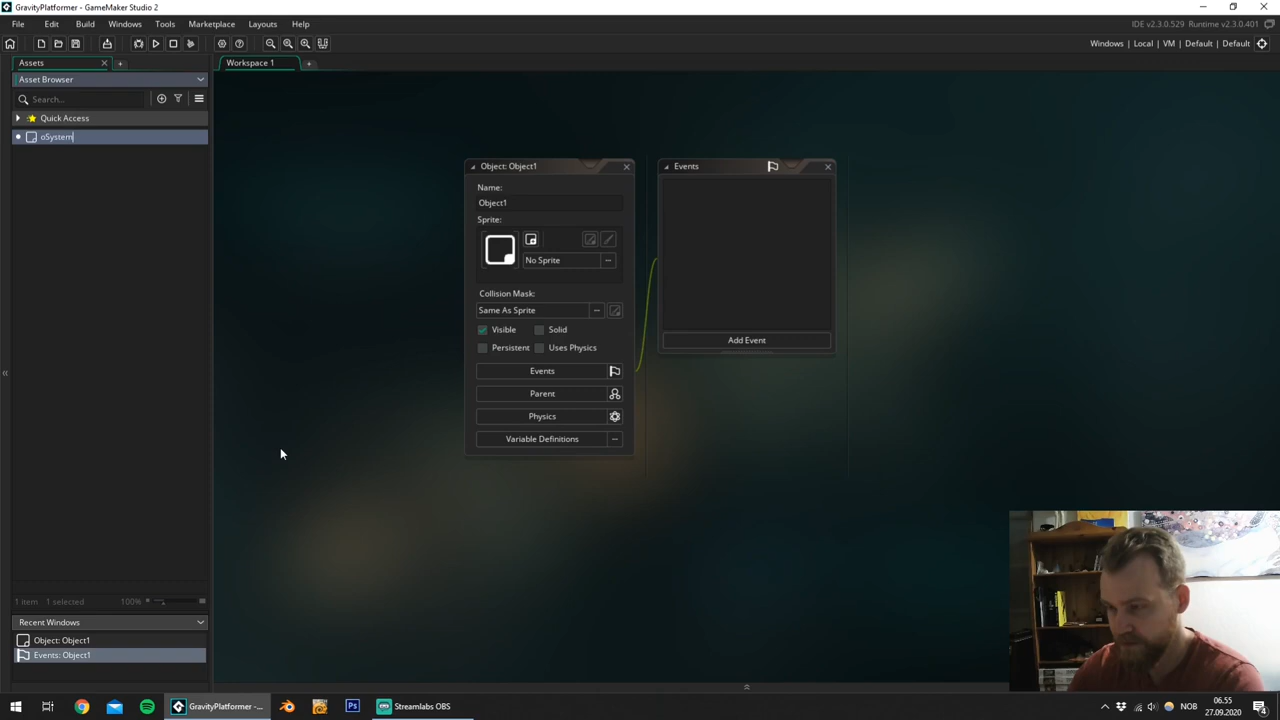 GravityPlatformer - GameMaker Studio 2
File Edit Build Windows Tools Marketplace Layouts Help
IDE v2.3.0.529 Runtime v2.3.0.401
Windows | Local | VM | Default | Default
Assets
Workspace 1
Asset Browser
Search...
Quick Access
oSystem
Object: Object1
Name:
Object1
Sprite:
No Sprite
Collision Mask:
Same As Sprite
Visible Solid
Persistent Uses Physics
Events
Parent
Physics
Variable Definitions
Events
Add Event
1 item 1 selected 100%
Recent Windows
Object: Object1
Events: Object1
GravityPlatformer -...
Ps
Streamlabs OBS
NOB
06.55
27.09.2020
4